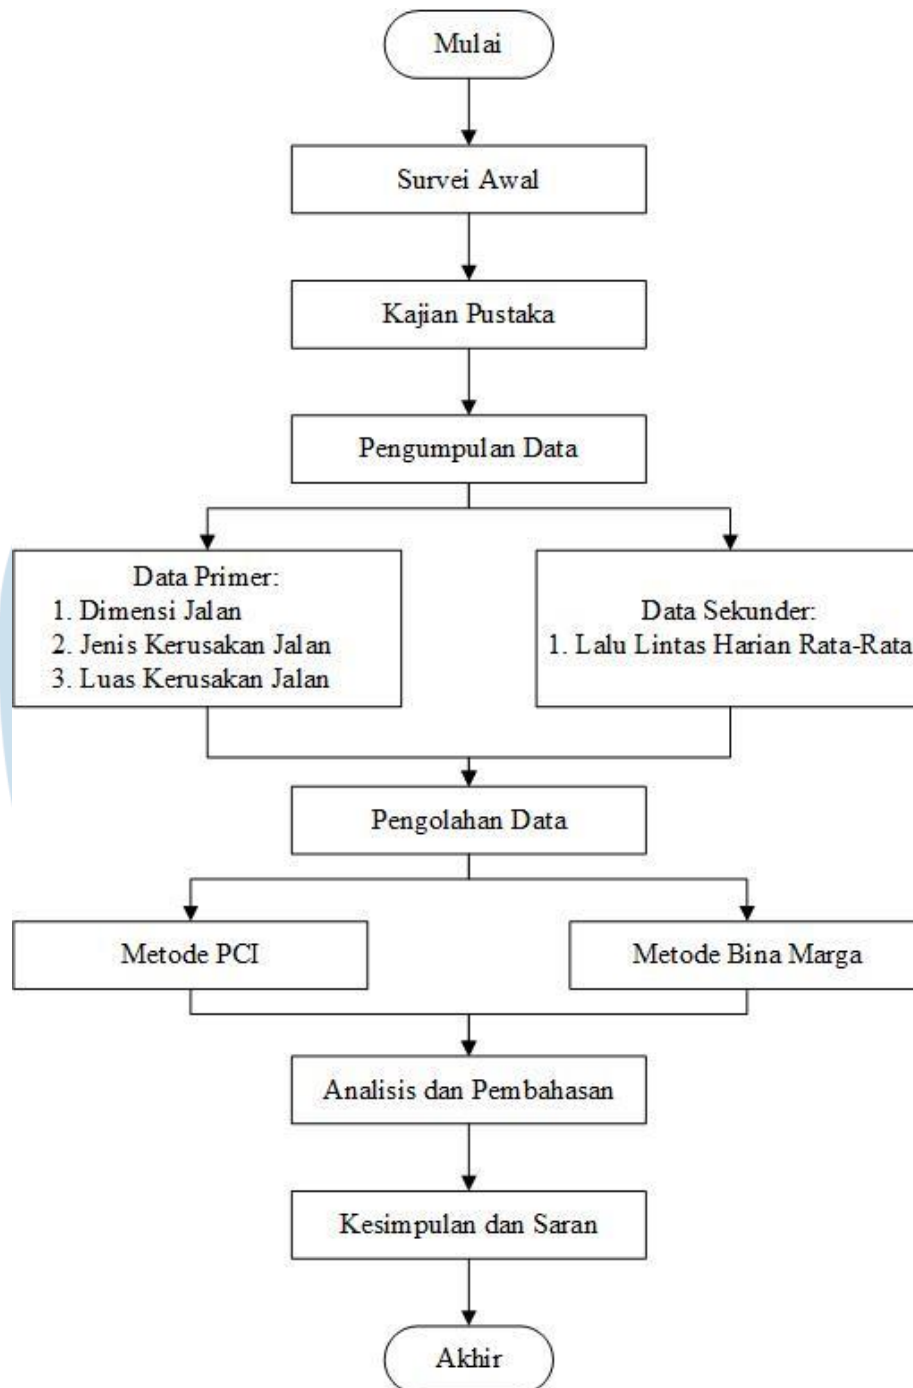 Mulai
Survei Awal
Kajian Pustaka
Pengumpulan Data
Data Primer:
1. Dimensi Jalan
2. Jenis Kerusakan Jalan
3. Luas Kerusakan Jalan
Data Sekunder:
1. Lalu Lintas Harian Rata-Rata
Pengolahan Data
Metode PCI
Metode Bina Marga
Analisis dan Pembahasan
Kesimpulan dan Saran
Akhir